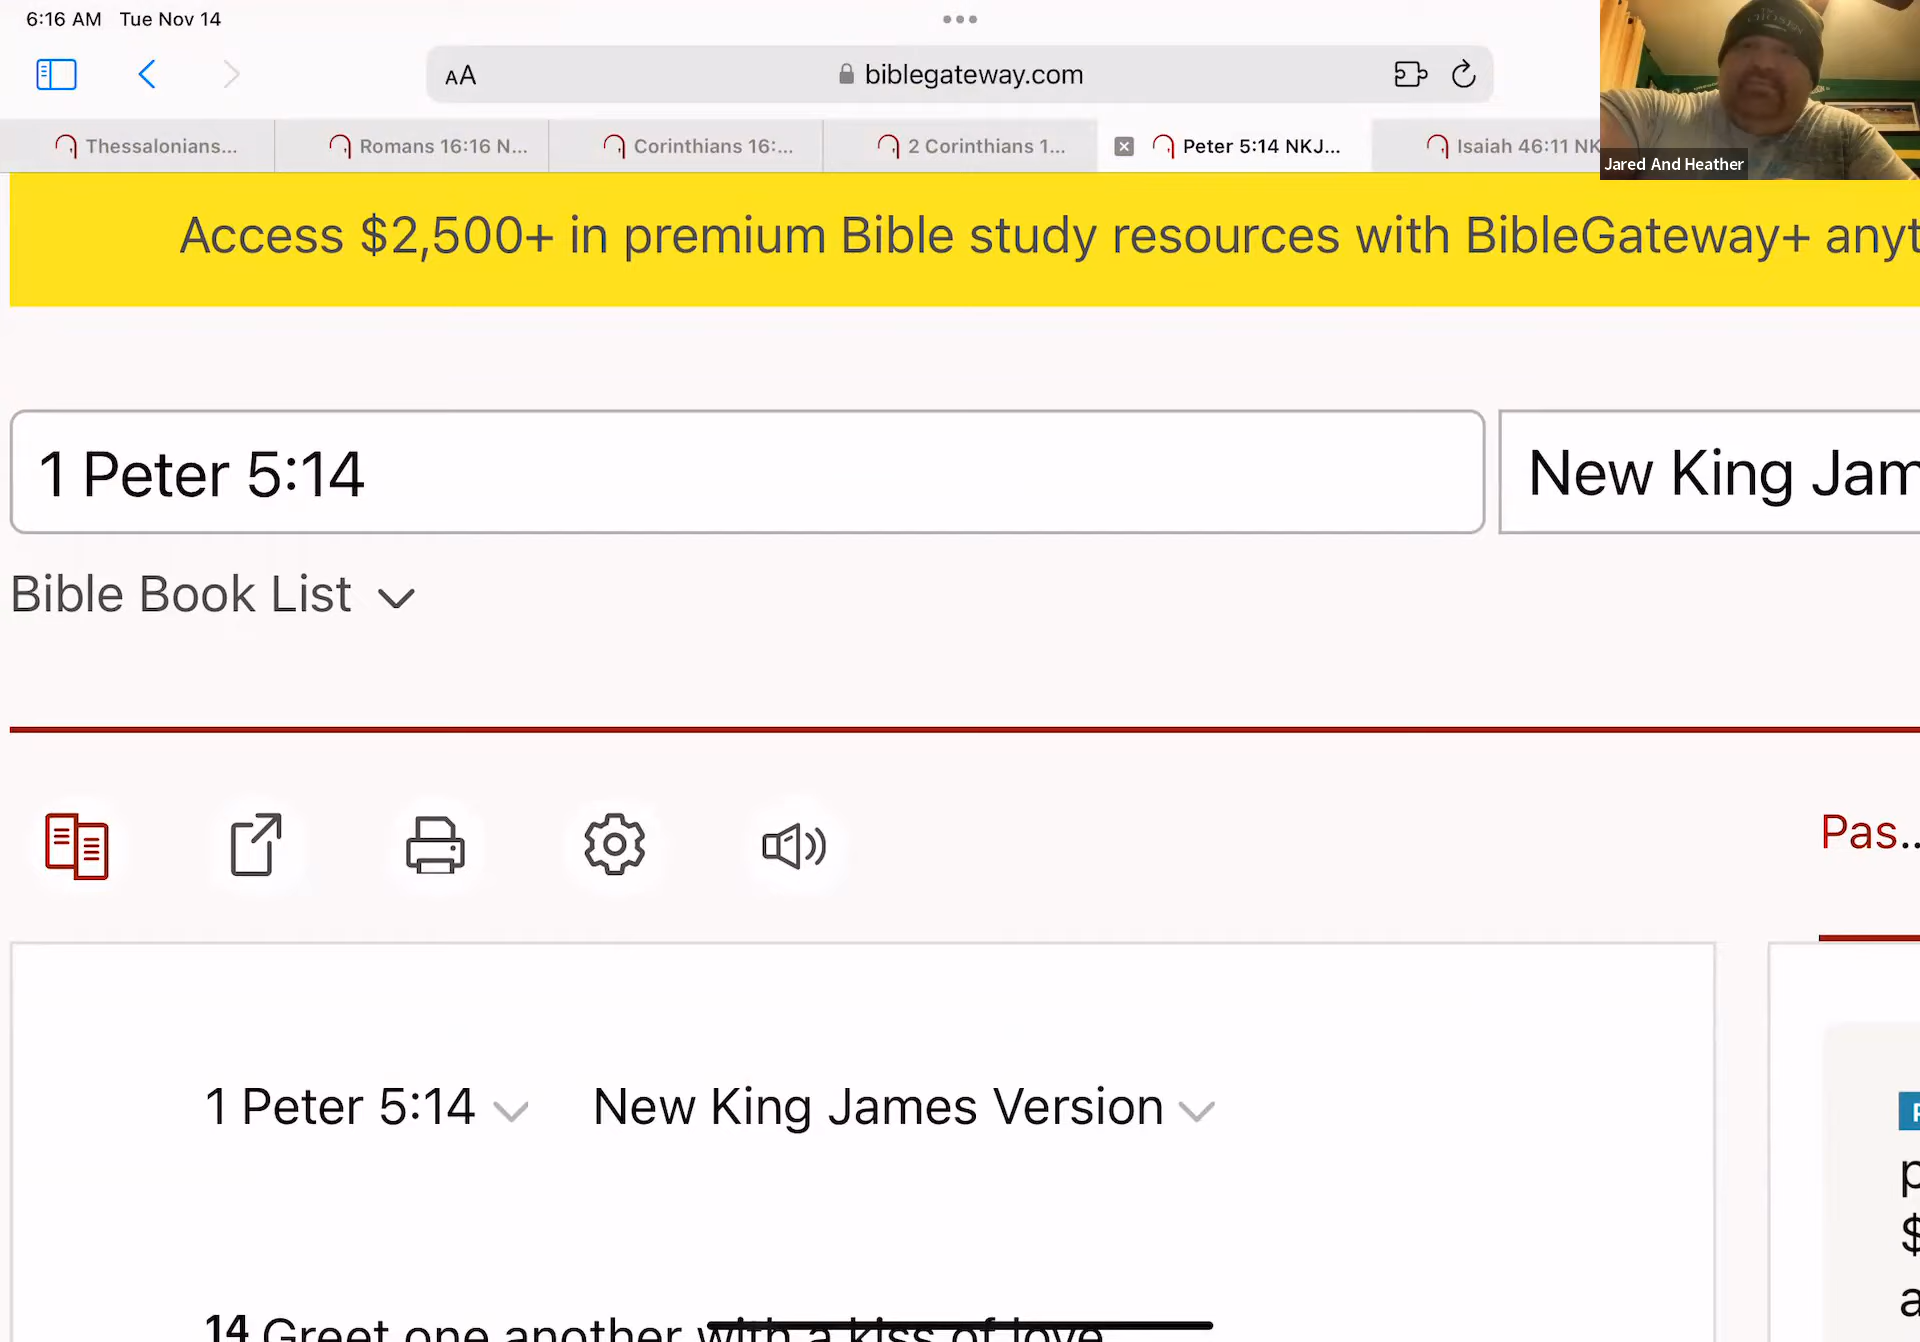 6:16 AM Tue Nov 14
AA biblegateway.com
Thessalonians... Romans 16:16 N... Corinthians 16:... 2 Corinthians 1... Peter 5:14 NKJ... Isaiah 46:11 NK
Jared And Heather
Access $2,500+ in premium Bible study resources with BibleGateway+ anyt
1 Peter 5:14 New King Jam
Bible Book List
Pas...
1 Peter 5:14 New King James Version
14 Greet one another with a kiss of love
$